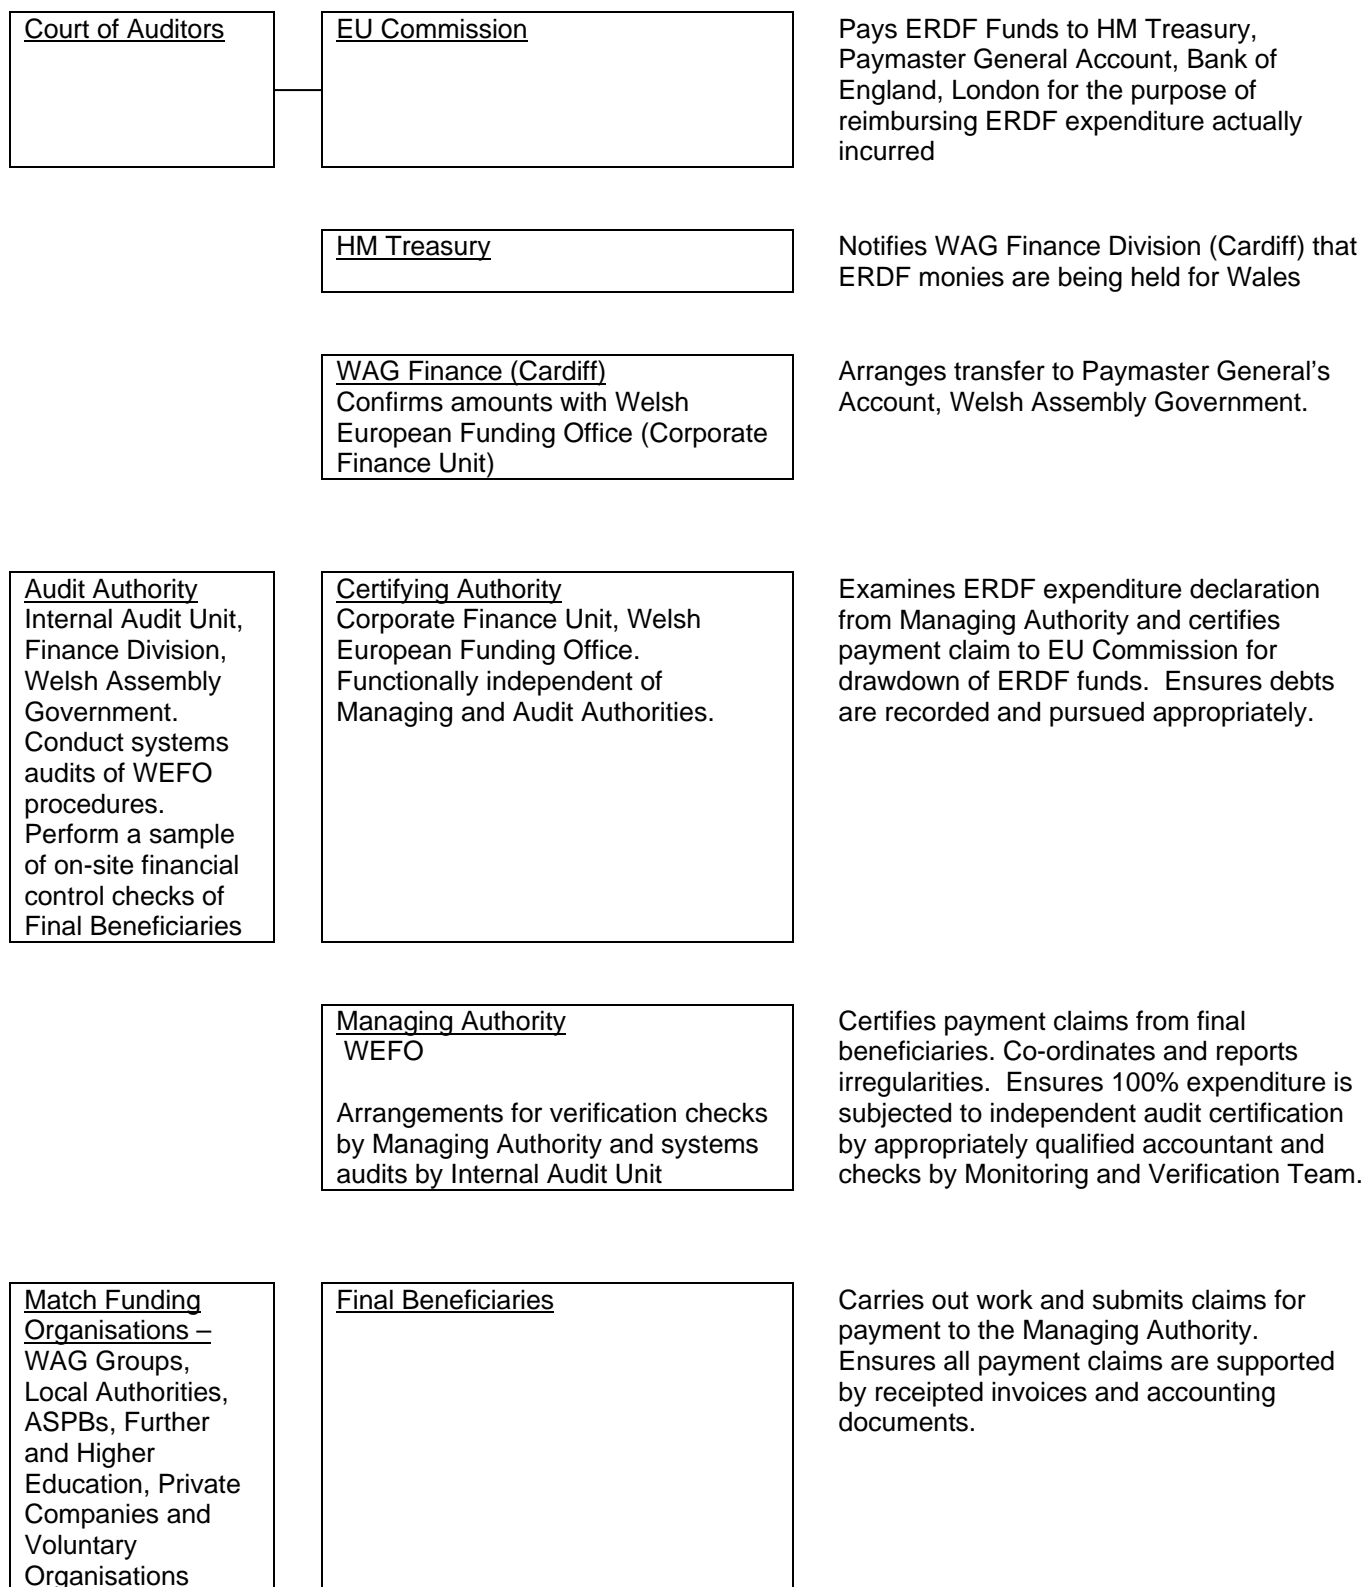 Court of Auditors
EU Commission
Pays ERDF Funds to HM Treasury,
Paymaster General Account, Bank of
England, London for the purpose of
reimbursing ERDF expenditure actually
incurred
HM Treasury
Notifies WAG Finance Division (Cardiff) that
ERDF monies are being held for Wales
WAG Finance (Cardiff)
Confirms amounts with Welsh
European Funding Office (Corporate
Finance Unit)
Arranges transfer to Paymaster General’s
Account, Welsh Assembly Government.
Audit Authority
Internal Audit Unit,
Finance Division,
Welsh Assembly
Government.
Conduct systems
audits of WEFO
procedures.
Perform a sample
of on-site financial
control checks of
Final Beneficiaries
Certifying Authority
Corporate Finance Unit, Welsh
European Funding Office.
Functionally independent of
Managing and Audit Authorities.
Examines ERDF expenditure declaration
from Managing Authority and certifies
payment claim to EU Commission for
drawdown of ERDF funds.  Ensures debts
are recorded and pursued appropriately.
Managing Authority
WEFO
Arrangements for verification checks
by Managing Authority and systems
audits by Internal Audit Unit
Certifies payment claims from final
beneficiaries. Co-ordinates and reports
irregularities.  Ensures 100% expenditure is
subjected to independent audit certification
by appropriately qualified accountant and
checks by Monitoring and Verification Team.
Match Funding
Organisations –
WAG Groups,
Local Authorities,
ASPBs, Further
and Higher
Education, Private
Companies and
Voluntary
Organisations
Final Beneficiaries
Carries out work and submits claims for
payment to the Managing Authority.
Ensures all payment claims are supported
by receipted invoices and accounting
documents.